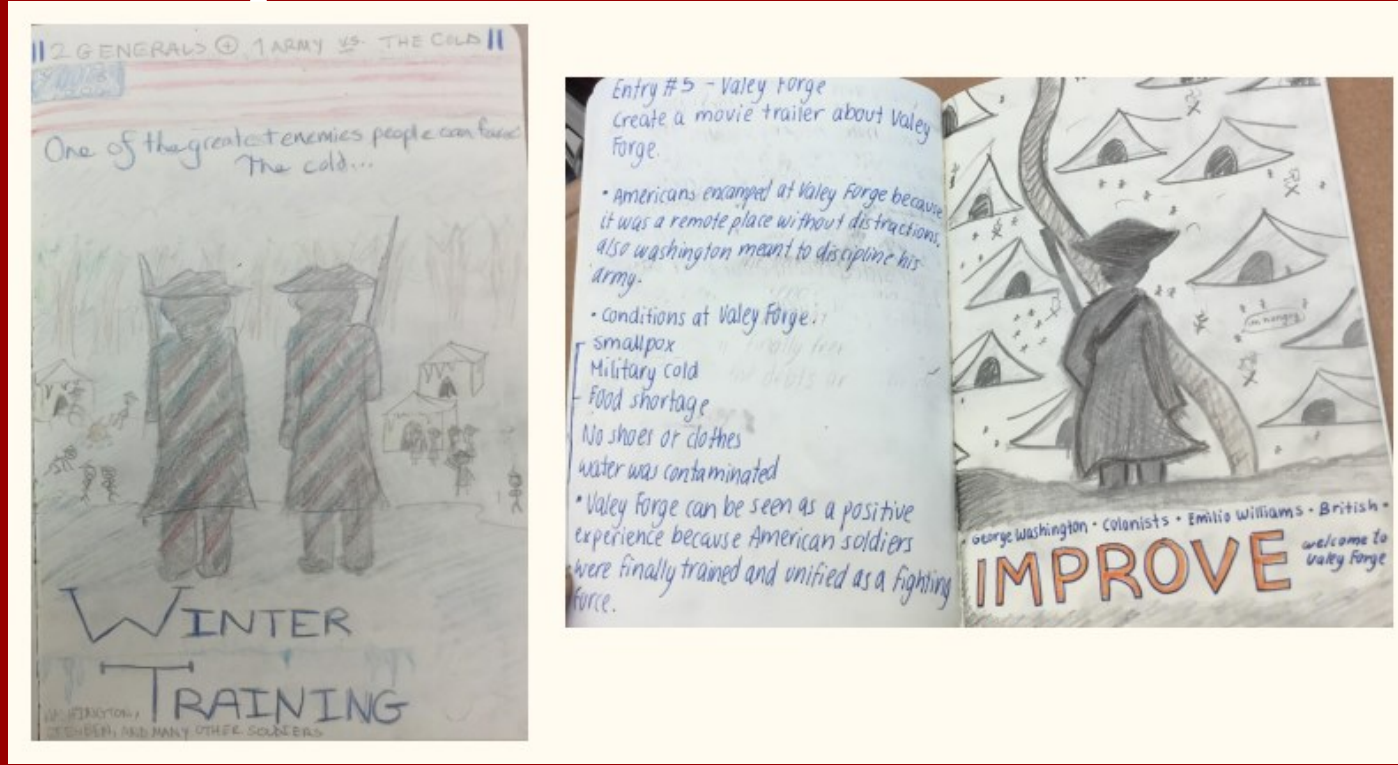 2 GENERALS + 1 ARMY vs. THE COLD
One of the greatest enemies people can face
The cold...
WINTER
TRAINING
WASHINGTON,
STEUBEN, AND MANY OTHER SOLDIERS
Entry #5 - Valey Forge
Create a movie trailer about Valey
Forge.
• Americans encamped at Valey Forge because
it was a remote place without distractions,
also washington meant to discipline his
army.
• Conditions at Valey Forge:
smallpox
Military cold
Food shortage
No shoes or clothes
water was contaminated
• Valey Forge can be seen as a positive
experience because American soldiers
were finally trained and unified as a fighting
force.
im hungry
George Washington • Colonists • Emilio Williams • British •
IMPROVE
welcome to
Valey Forge